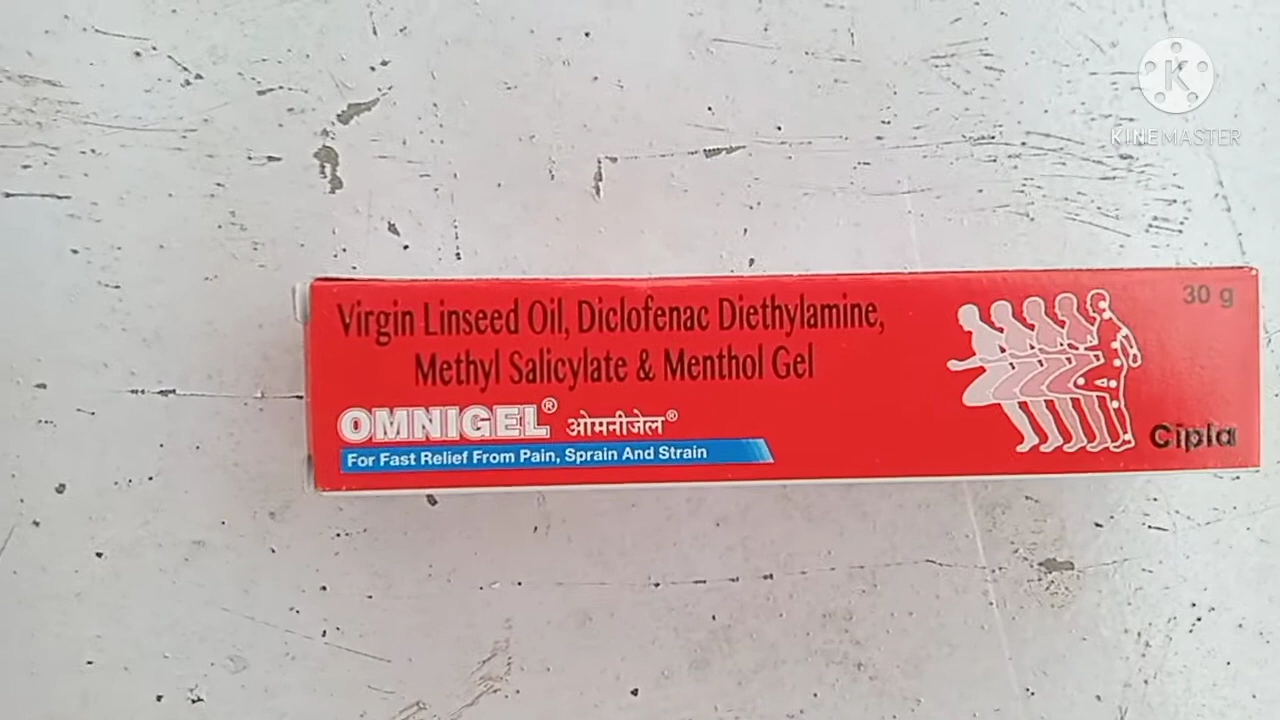 KINEMASTER
Virgin Linseed Oil, Diclofenac Diethylamine,
Methyl Salicylate & Menthol Gel
OMNIGEL® ओमनीजेल®
For Fast Relief From Pain, Sprain And Strain
30 g
Cipla